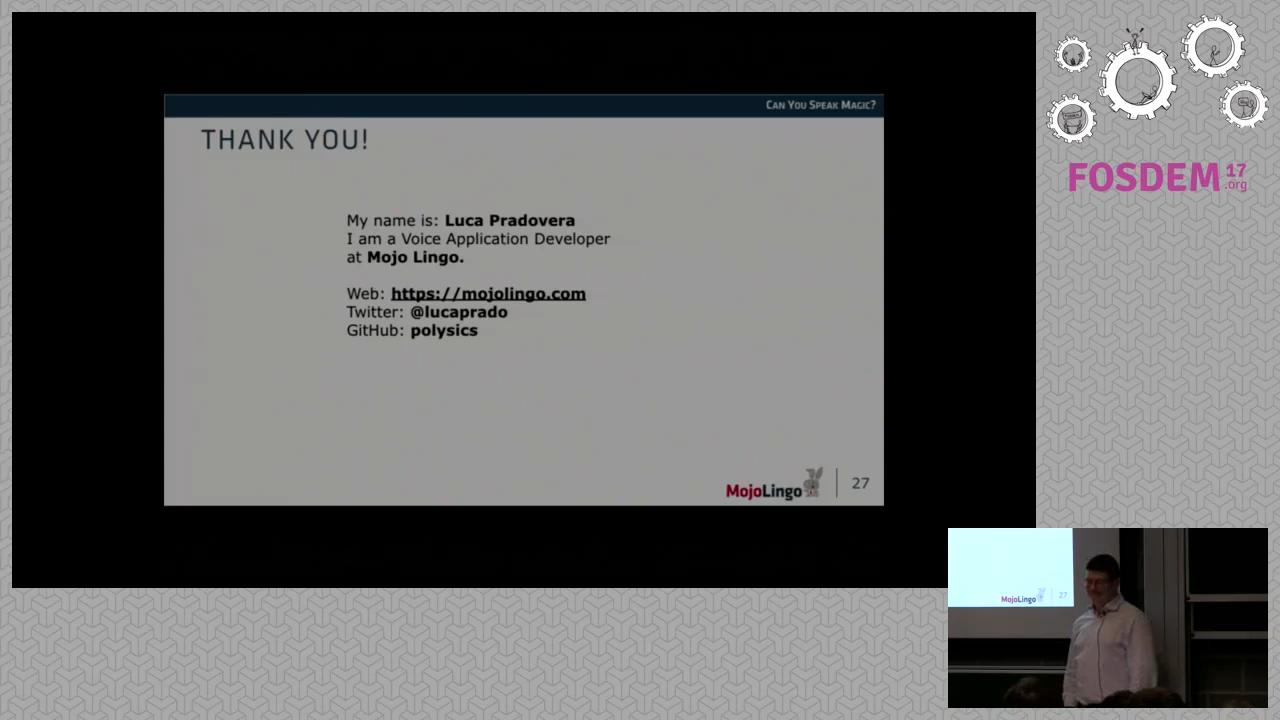 CAN YOU SPEAK MAGIC?
THANK YOU!
My name is: Luca Pradovera
I am a Voice Application Developer
at Mojo Lingo.
Web: https://mojolingo.com
Twitter: @lucaprado
GitHub: polysics
MojoLingo
27
FOSDEM 17
.org
MojoLingo
27